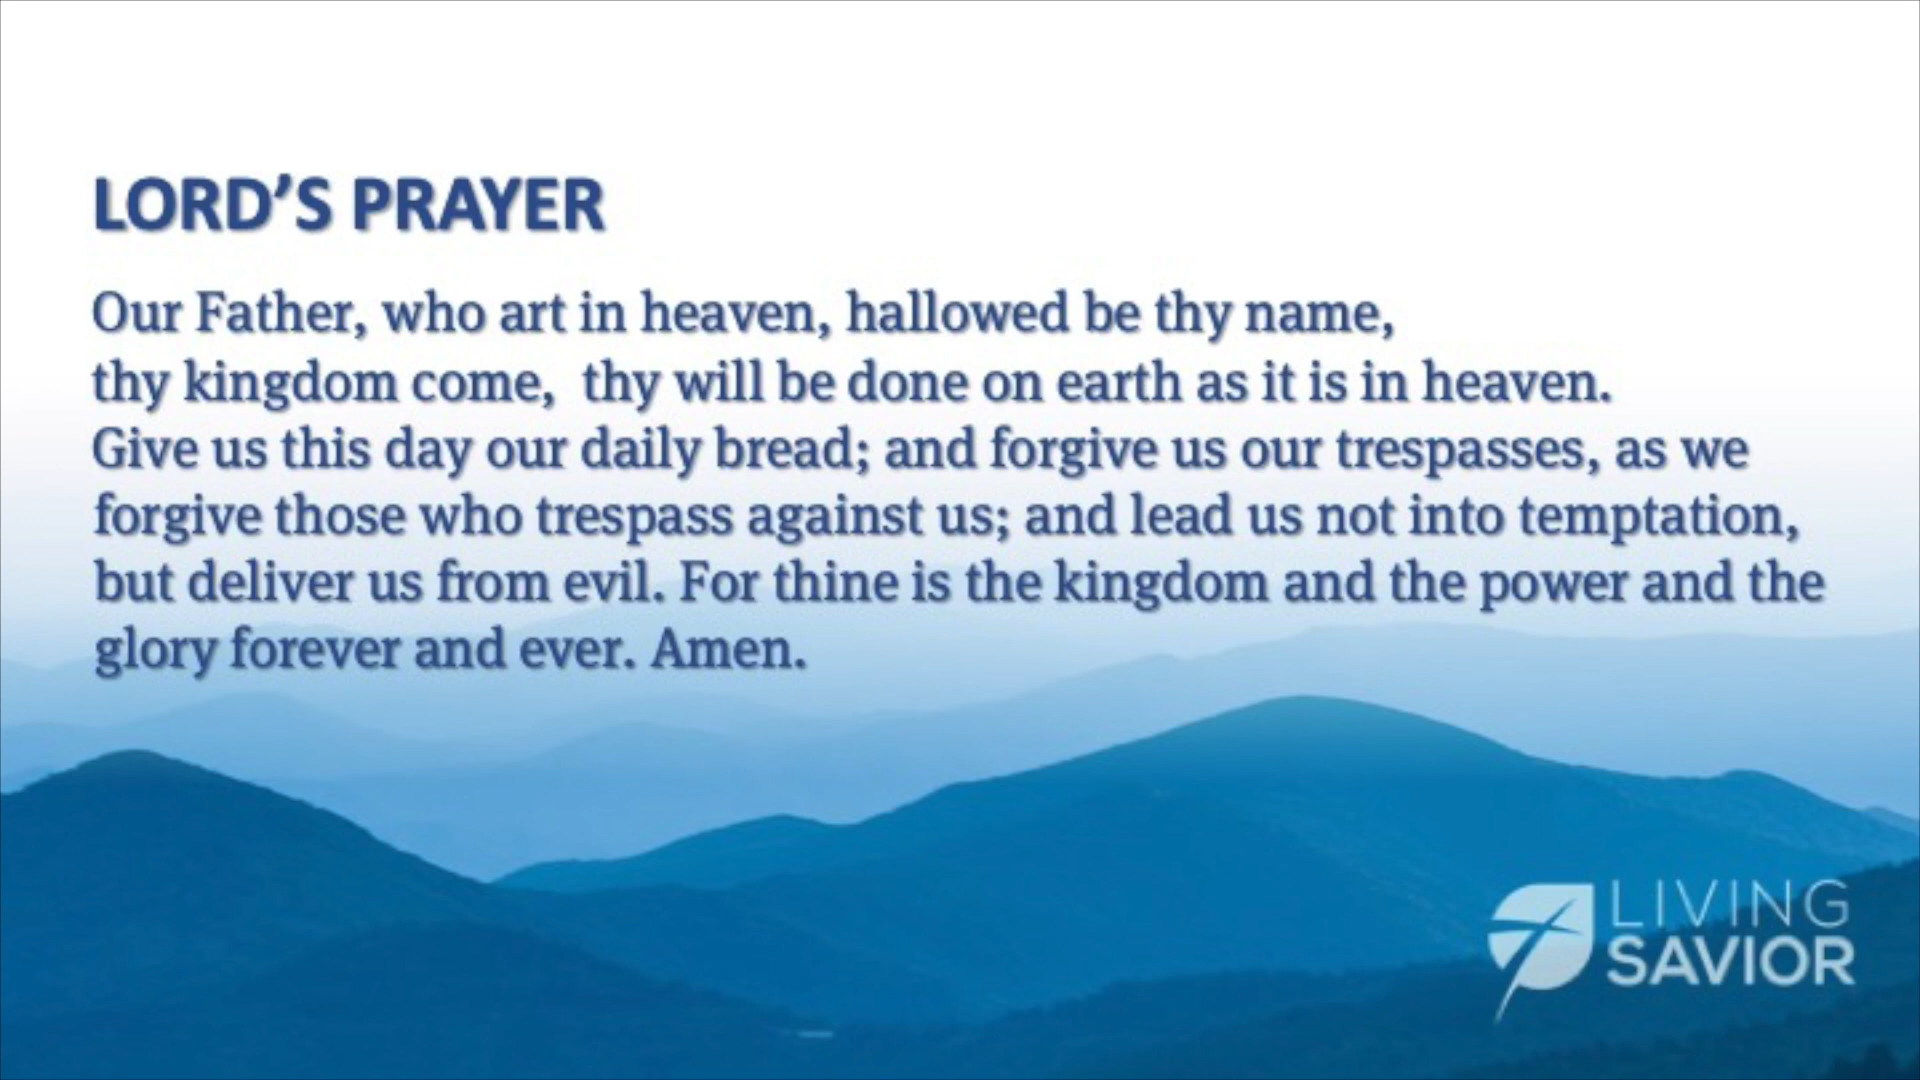 LORD’S PRAYER
Our Father, who art in heaven, hallowed be thy name,
thy kingdom come,  thy will be done on earth as it is in heaven.
Give us this day our daily bread; and forgive us our trespasses, as we
forgive those who trespass against us; and lead us not into temptation,
but deliver us from evil. For thine is the kingdom and the power and the
glory forever and ever. Amen.
LIVING
SAVIOR